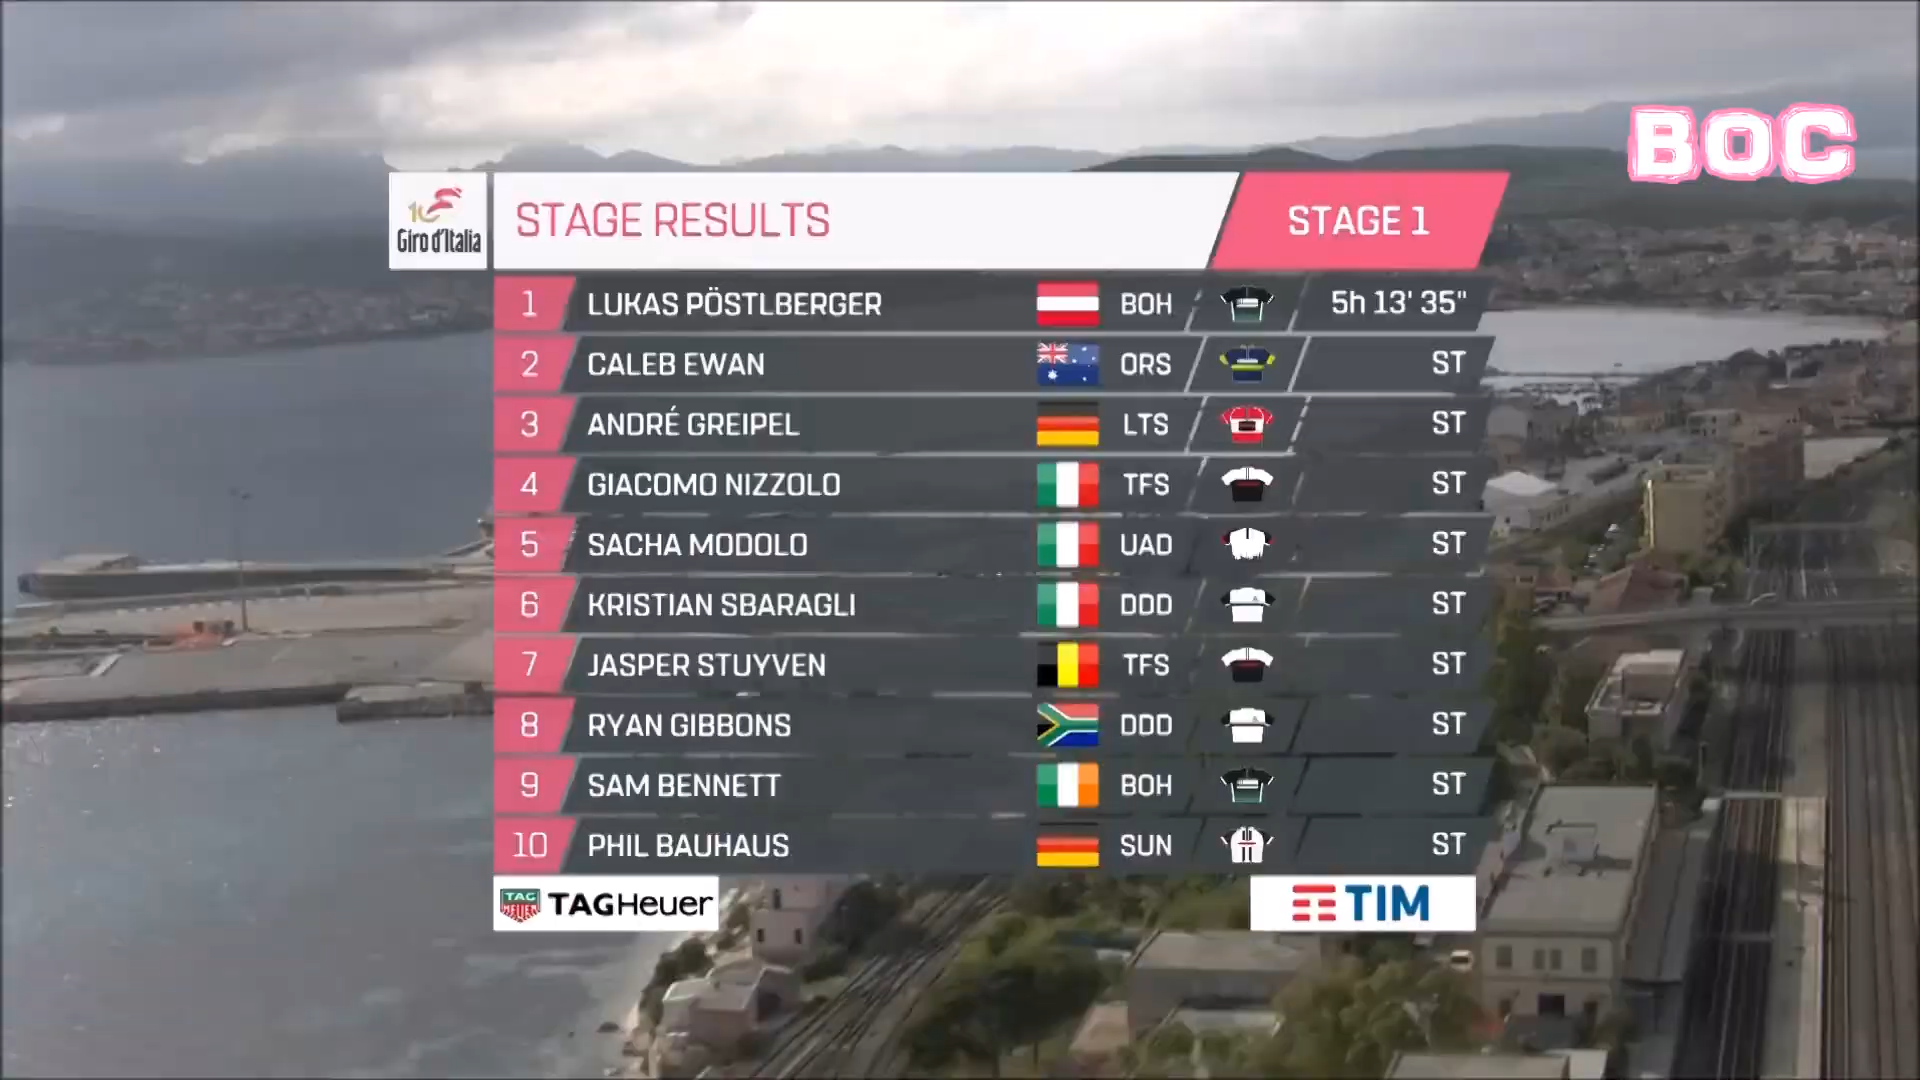 BOC
10
Giro d'Italia
STAGE RESULTS STAGE 1
1 LUKAS PÖSTLBERGER BOH 5h 13' 35"
2 CALEB EWAN ORS ST
3 ANDRÉ GREIPEL LTS ST
4 GIACOMO NIZZOLO TFS ST
5 SACHA MODOLO UAD ST
6 KRISTIAN SBARAGLI DDD ST
7 JASPER STUYVEN TFS ST
8 RYAN GIBBONS DDD ST
9 SAM BENNETT BOH ST
10 PHIL BAUHAUS SUN ST
TAG HEUER TAGHeuer TIM